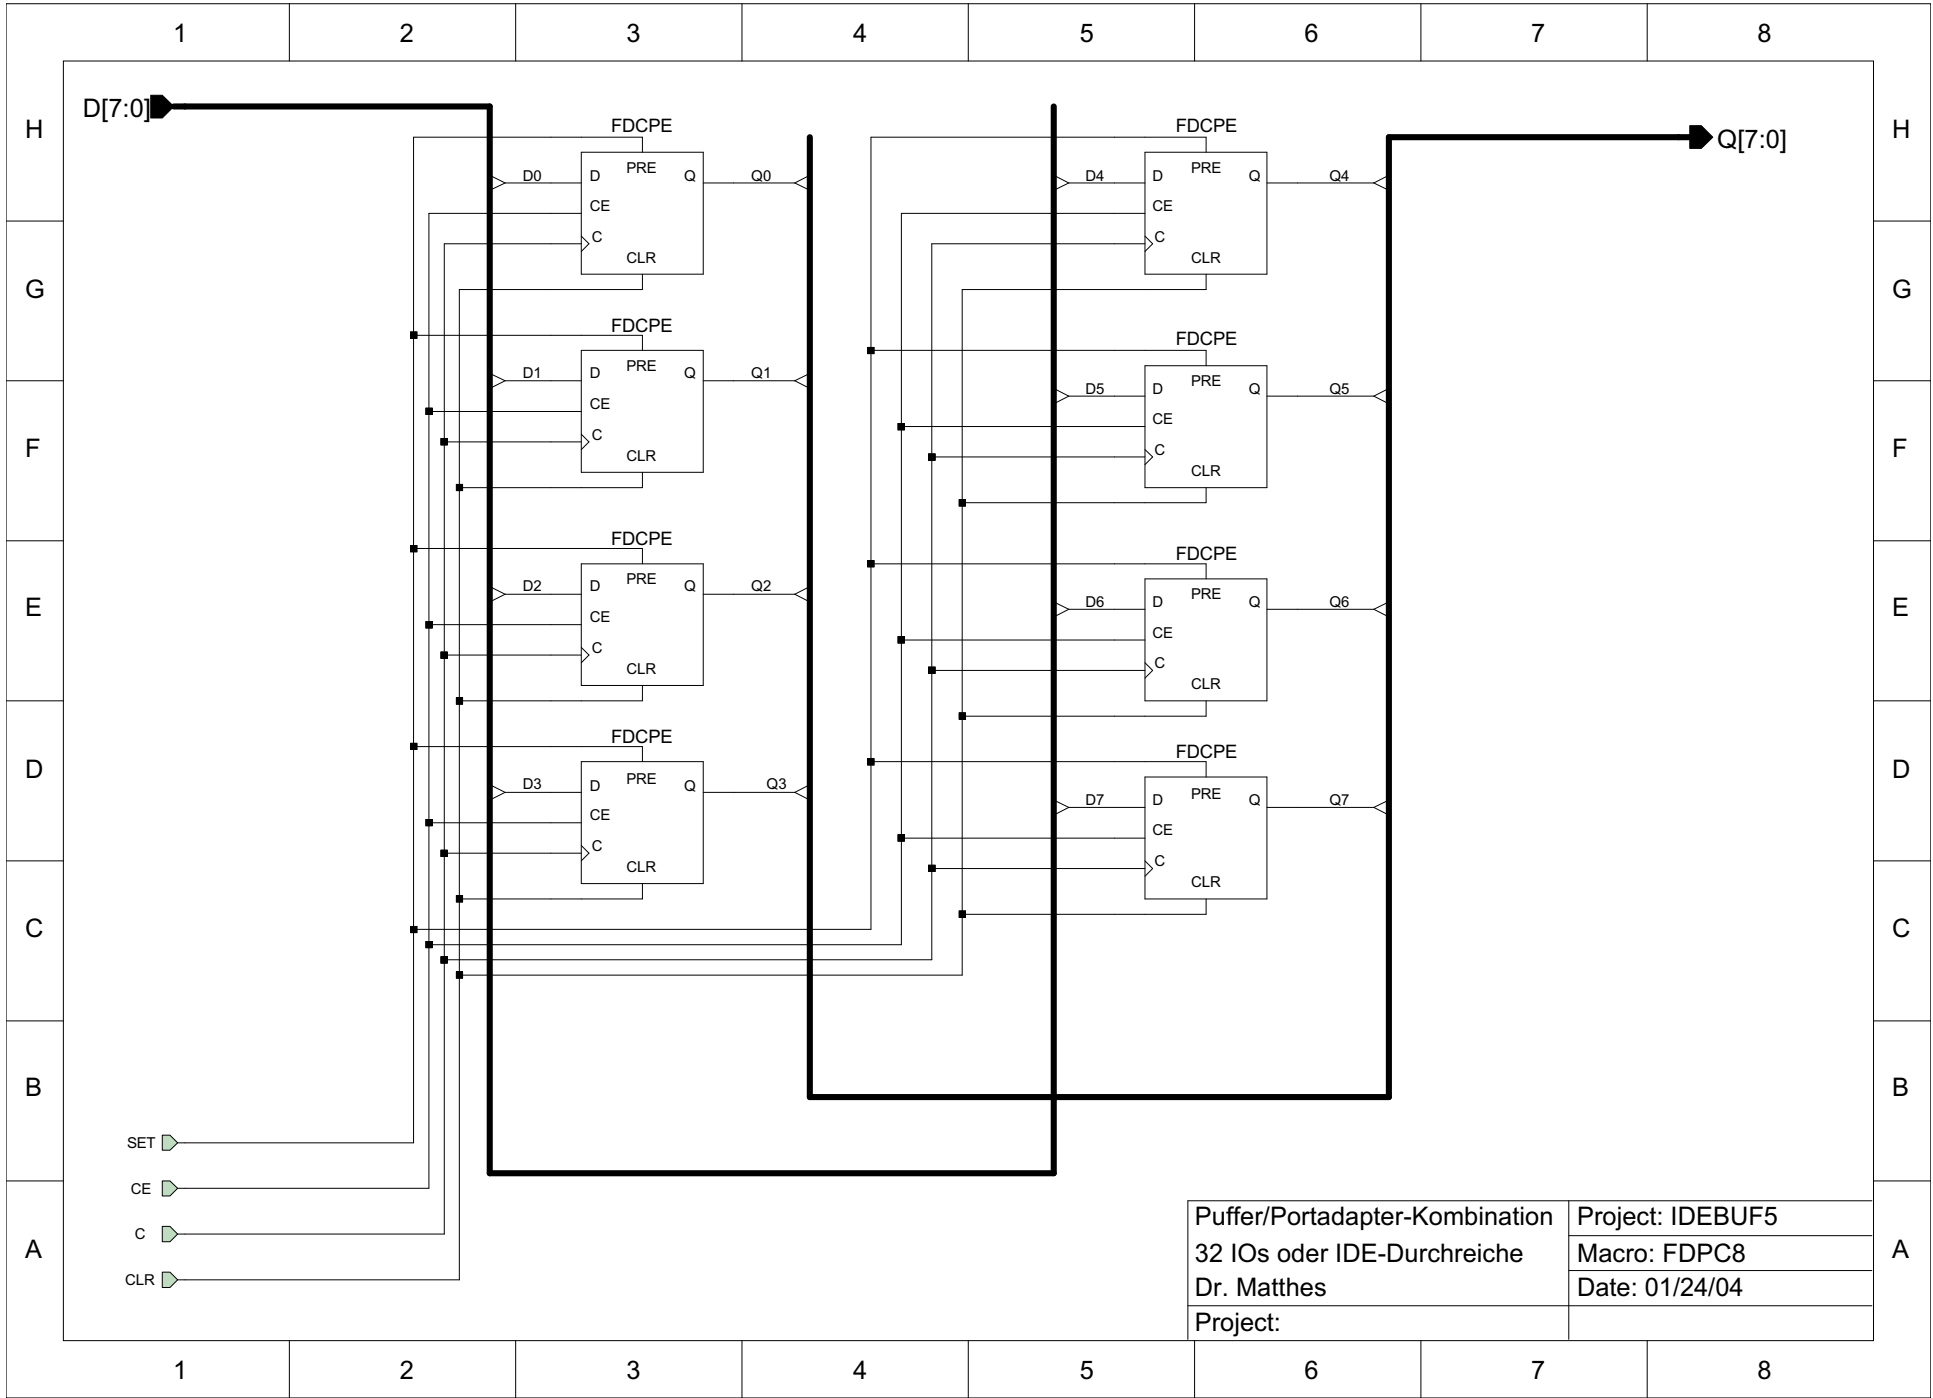 1 2 3 4 5 6 7 8
H H
D[7:0]
Q[7:0]
FDCPE FDCPE
D0 D PRE Q Q0
CE
C
CLR
D4 D PRE Q Q4
CE
C
CLR
G G
FDCPE
D1 D PRE Q Q1
CE
C
CLR
FDCPE
D5 D PRE Q Q5
CE
C
CLR
F F
FDCPE
D2 D PRE Q Q2
CE
C
CLR
FDCPE
D6 D PRE Q Q6
CE
C
CLR
E E
FDCPE
D3 D PRE Q Q3
CE
C
CLR
FDCPE
D7 D PRE Q Q7
CE
C
CLR
D D
C C
B B
SET
CE
C
CLR
A A
Puffer/Portadapter-Kombination
32 IOs oder IDE-Durchreiche
Dr. Matthes
Project:
Project: IDEBUF5
Macro: FDPC8
Date: 01/24/04
1 2 3 4 5 6 7 8